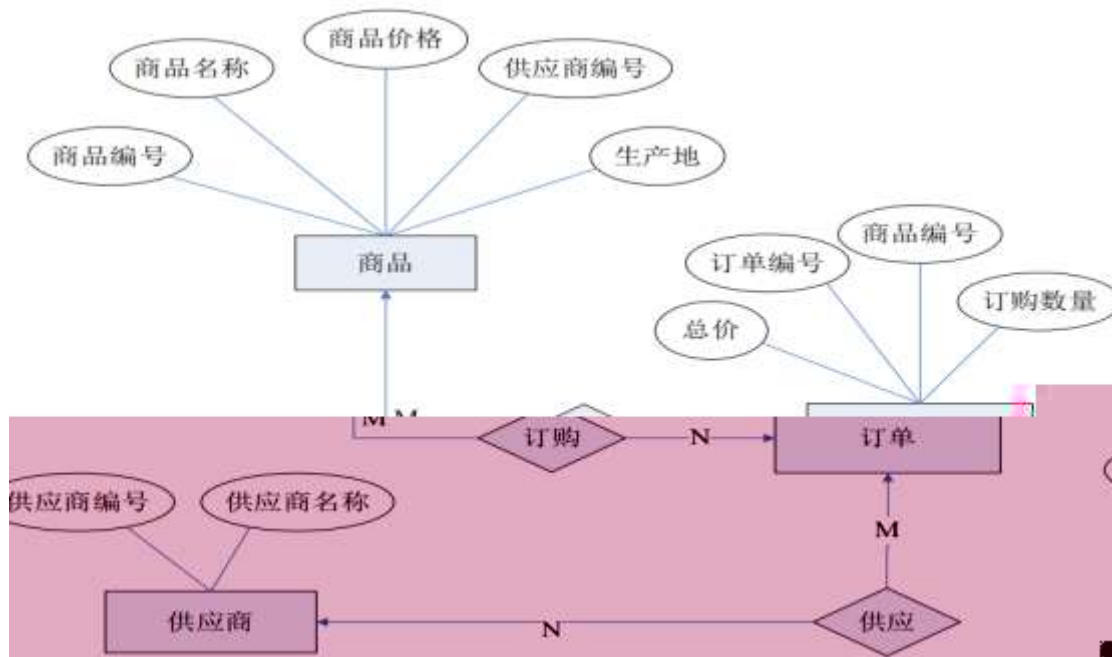 商品价格
商品名称
供应商编号
商品编号
生产地
商品
商品编号
订单编号
订购数量
总价
M
订购
N
订单
供应商编号
供应商名称
M
供应商
N
供应